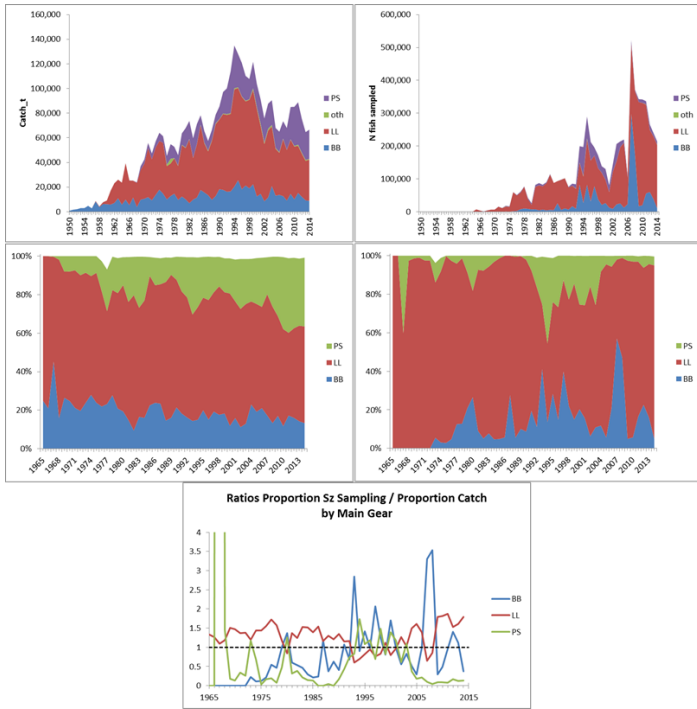 160,000
140,000
120,000
100,000
80,000
60,000
40,000
20,000
0
Catch_t
1950 1954 1958 1962 1966 1970 1974 1978 1982 1986 1990 1994 1998 2002 2006 2010 2014
PS
oth
LL
BB
600,000
500,000
400,000
300,000
200,000
100,000
0
N fish sampled
1950 1954 1958 1962 1966 1970 1974 1978 1982 1986 1990 1994 1998 2002 2006 2010 2014
PS
oth
LL
BB
100%
80%
60%
40%
20%
0%
1965 1968 1971 1974 1977 1980 1983 1986 1989 1992 1995 1998 2001 2004 2007 2010 2013
PS
LL
BB
100%
80%
60%
40%
20%
0%
1965 1968 1971 1974 1977 1980 1983 1986 1989 1992 1995 1998 2001 2004 2007 2010 2013
PS
LL
BB
Ratios Proportion Sz Sampling / Proportion Catch
by Main Gear
4
3.5
3
2.5
2
1.5
1
0.5
0
1965 1975 1985 1995 2005 2015
BB
LL
PS